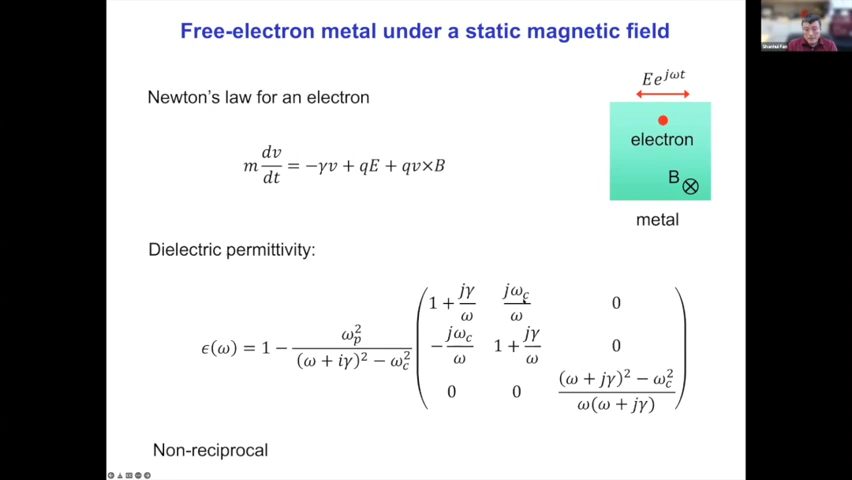 Free-electron metal under a static magnetic field
Shanhui Fan
Newton's law for an electron
Ee^{jωt}
m dv/dt = −γv + qE + qv×B
electron
B
metal
Dielectric permittivity:
ϵ(ω) = 1 − ω_p^2 / ((ω + iγ)^2 − ω_c^2) ( 1 + jγ/ω   jω_c/ω   0
−jω_c/ω   1 + jγ/ω   0
0   0   ((ω + jγ)^2 − ω_c^2) / (ω(ω + jγ)) )
Non-reciprocal